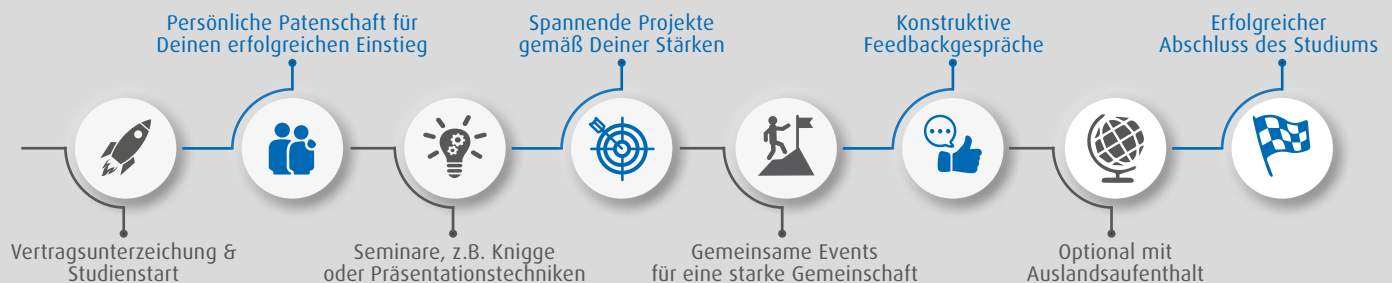 Persönliche Patenschaft für
Deinen erfolgreichen Einstieg
Spannende Projekte
gemäß Deiner Stärken
Konstruktive
Feedbackgespräche
Erfolgreicher
Abschluss des Studiums
Vertragsunterzeichung &
Studienstart
Seminare, z.B. Knigge
oder Präsentationstechniken
Gemeinsame Events
für eine starke Gemeinschaft
Optional mit
Auslandsaufenthalt